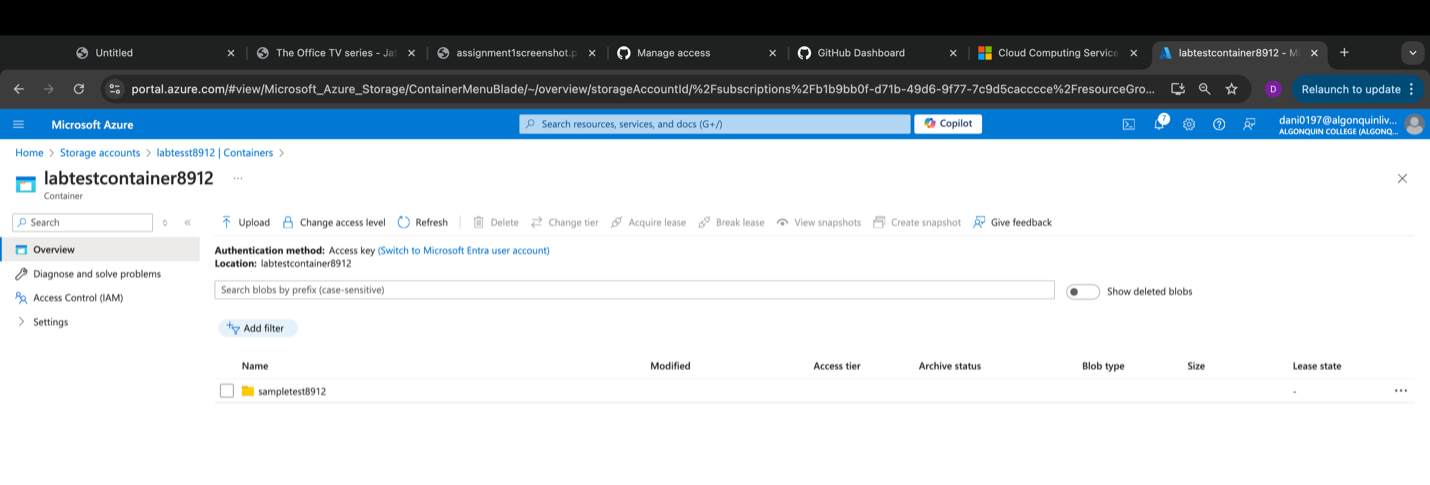 Untitled
The Office TV series - Ja
assignment1screenshot.p
Manage access
GitHub Dashboard
Cloud Computing Service
labtestcontainer8912 - M
portal.azure.com/#view/Microsoft_Azure_Storage/ContainerMenuBlade/~/overview/storageAccountId/%2Fsubscriptions%2Fb1b9bb0f-d71b-49d6-9f77-7c9d5cacccce%2FresourceGro...
D
Relaunch to update
Microsoft Azure
Search resources, services, and docs (G+/)
Copilot
7
dani0197@algonquinliv...
ALGONQUIN COLLEGE (ALGONQ...
Home > Storage accounts > labtesst8912 | Containers >
labtestcontainer8912 ...
Container
Search
Upload Change access level Refresh Delete Change tier Acquire lease Break lease View snapshots Create snapshot Give feedback
Overview
Diagnose and solve problems
Access Control (IAM)
Settings
Authentication method: Access key (Switch to Microsoft Entra user account)
Location: labtestcontainer8912
Search blobs by prefix (case-sensitive)
Show deleted blobs
Add filter
Name Modified Access tier Archive status Blob type Size Lease state
sampletest8912 - ...